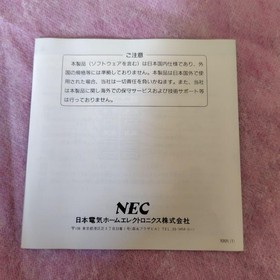 ご注意
本製品（ソフトウェアを含む）は日本国内仕様であり、外
国の規格等には準拠しておりません。本製品は日本国外で使
用された場合、当社は一切責任を負いかねます。また、当社
は本製品に関し海外での保守サービスおよび技術サポート等
は行っておりません。
NEC
日本電気ホームエレクトロニクス株式会社